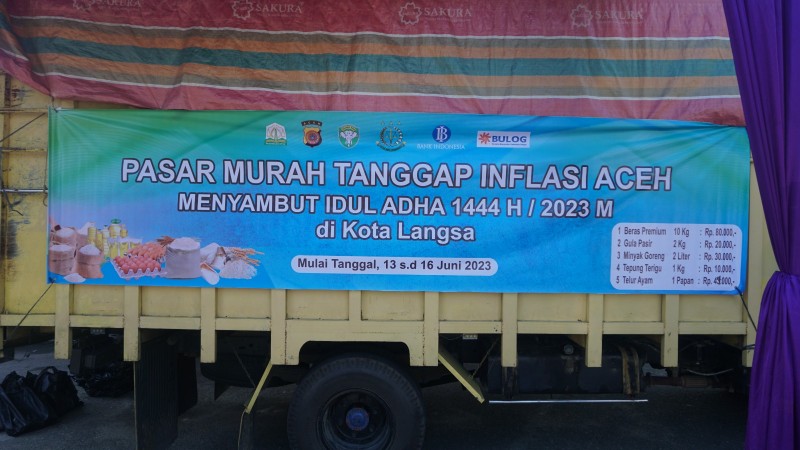 SAKURA
SAKURA
SAKURA
BANK INDONESIA
BULOG
PASAR MURAH TANGGAP INFLASI ACEH
MENYAMBUT IDUL ADHA 1444 H / 2023 M
di Kota Langsa
Mulai Tanggal, 13 s.d 16 Juni 2023
1 Beras Premium 10 Kg : Rp. 80.000,-
2 Gula Pasir 2 Kg : Rp. 20.000,-
3 Minyak Goreng 2 Liter : Rp. 30.000,-
4 Tepung Terigu 1 Kg : Rp. 10.000,-
5 Telur Ayam 1 Papan : Rp.